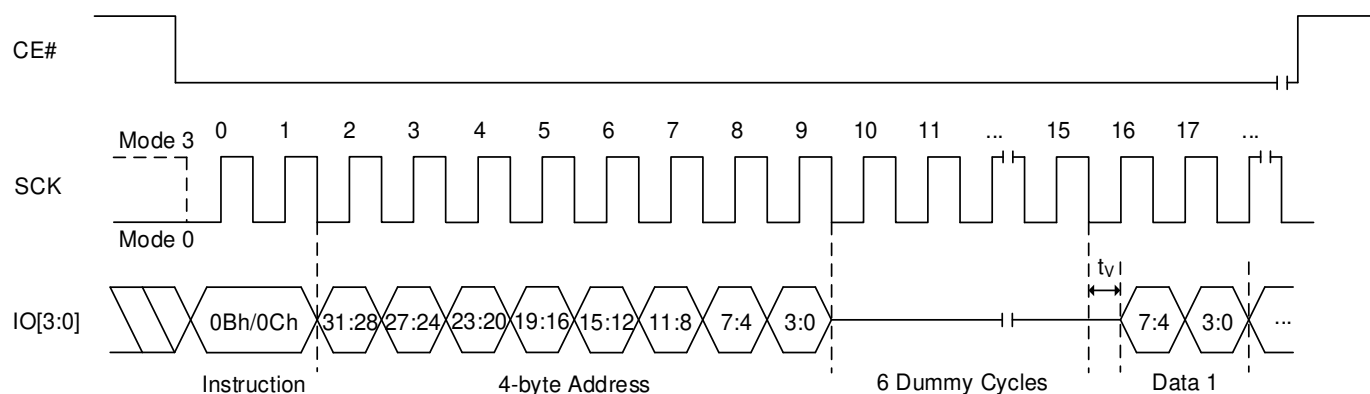 CE#
Mode 3
0 1 2 3 4 5 6 7 8 9 10 11 ... 15 16 17 ...
SCK
Mode 0
tV
IO[3:0]
0Bh/0Ch 31:28 27:24 23:20 19:16 15:12 11:8 7:4 3:0 7:4 3:0 ...
Instruction 4-byte Address 6 Dummy Cycles Data 1